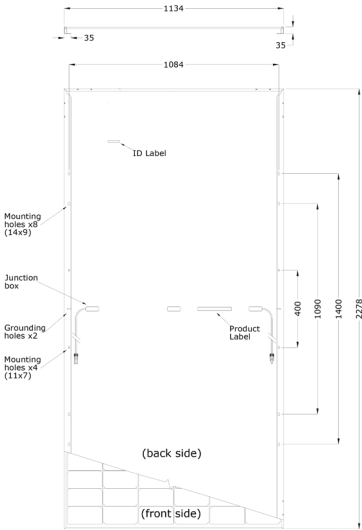 1134
35
35
1084
ID Label
Mounting
holes x8
(14x9)
Junction
box
Grounding
holes x2
Mounting
holes x4
(11x7)
Product
Label
400
1090
1400
2278
(back side)
(front side)